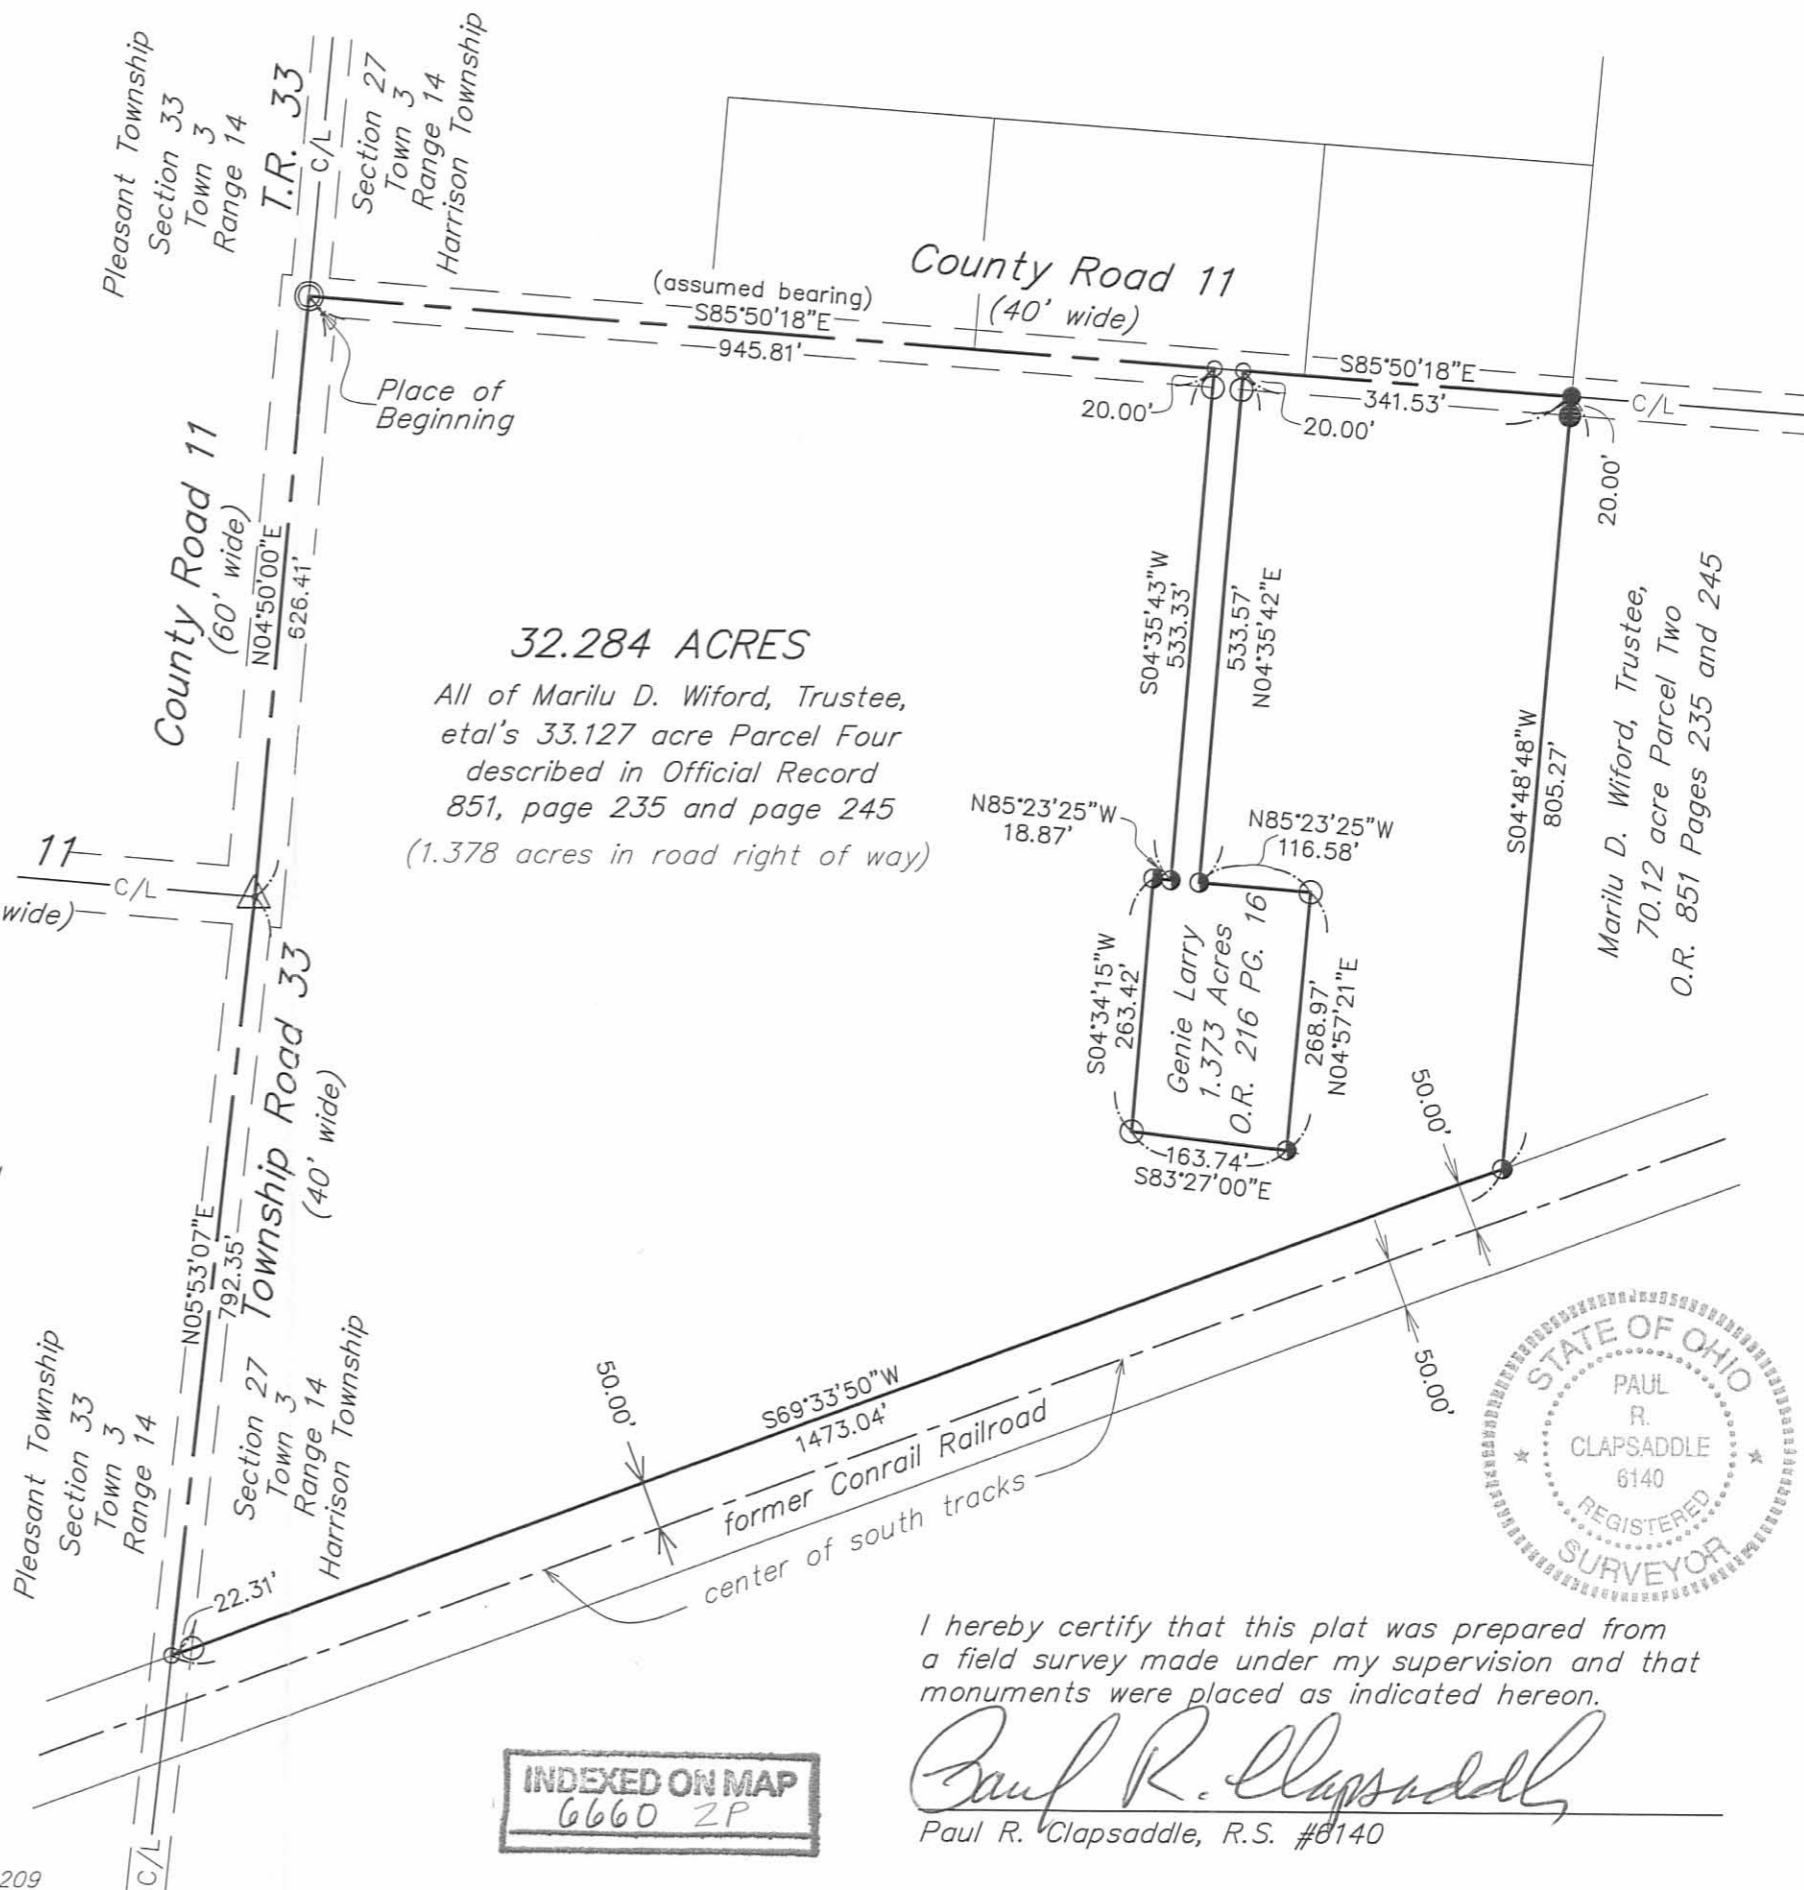 Pleasant Township
Section 33
Town 3
Range 14
T.R. 33
C/L
Section 27
Town 3
Range 14
Harrison Township
County Road 11
(40' wide)
(assumed bearing)
S85°50'18"E
945.81'
S85°50'18"E
341.53'
C/L
20.00'
20.00'
20.00'
Place of
Beginning
County Road 11
(60' wide)
N04°50'00"E
626.41'
32.284 ACRES
All of Marilu D. Wiford, Trustee,
etal's 33.127 acre Parcel Four
described in Official Record
851, page 235 and page 245
(1.378 acres in road right of way)
S04°35'43"W
533.33'
533.57'
N04°35'42"E
S04°48'48"W
805.27'
Marilu D. Wiford, Trustee,
70.12 acre Parcel Two
O.R. 851 Pages 235 and 245
N85°23'25"W
18.87'
N85°23'25"W
116.58'
11
C/L
wide)
S04°34'15"W
263.42'
Genie Larry
1.373 Acres
O.R. 216 PG. 16
268.97'
N04°57'21"E
163.74'
S83°27'00"E
Township Road 33
(40' wide)
N05°53'07"E
792.35'
50.00'
50.00'
50.00'
S69°33'50"W
1473.04'
former Conrail Railroad
center of south tracks
Pleasant Township
Section 33
Town 3
Range 14
Section 27
Town 3
Range 14
Harrison Township
22.31'
STATE OF OHIO
PAUL
R.
CLAPSADDLE
6140
REGISTERED
SURVEYOR
I hereby certify that this plat was prepared from
a field survey made under my supervision and that
monuments were placed as indicated hereon.
Paul R. Clapsaddle
Paul R. Clapsaddle, R.S. #6140
INDEXED ON MAP
6660 ZP
C/L
209